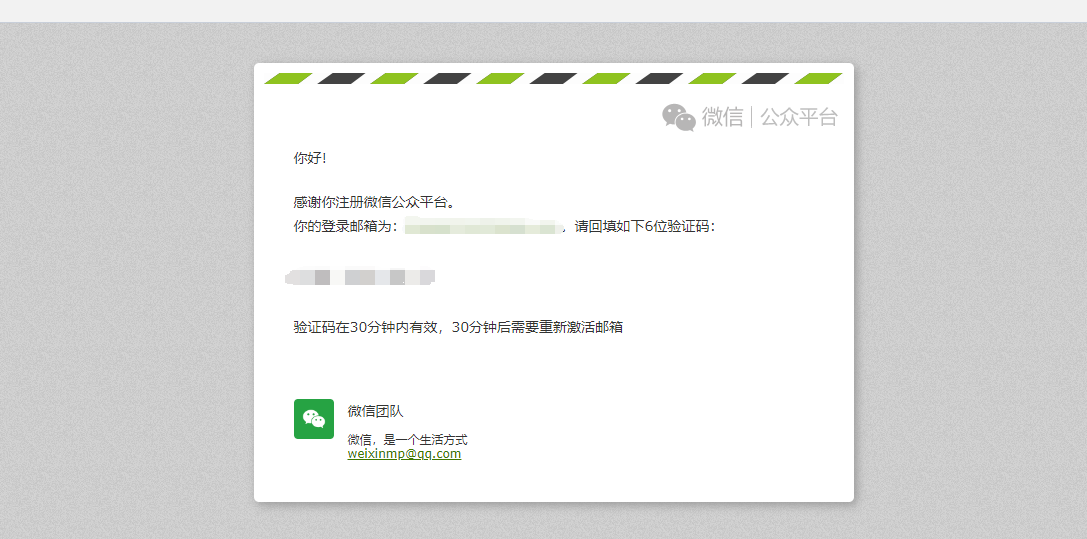 微信 | 公众平台
你好!
感谢你注册微信公众平台。
你的登录邮箱为： ，请回填如下6位验证码：
验证码在30分钟内有效，30分钟后需要重新激活邮箱
微信团队
微信，是一个生活方式
weixinmp@qq.com